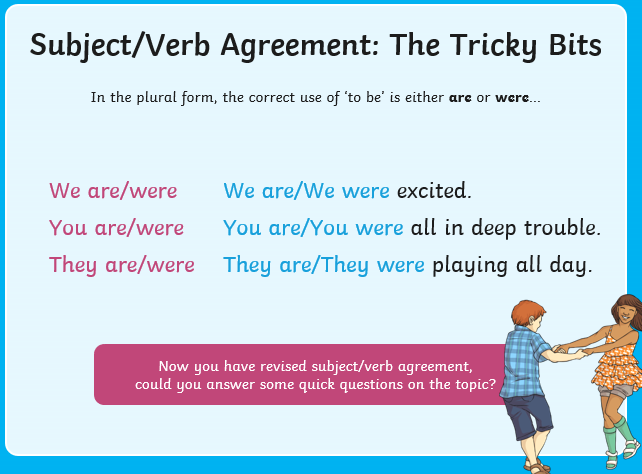 Subject/Verb Agreement: The Tricky Bits
In the plural form, the correct use of ‘to be’ is either are or were...
We are/were We are/We were excited.
You are/were You are/You were all in deep trouble.
They are/were They are/They were playing all day.
Now you have revised subject/verb agreement,
could you answer some quick questions on the topic?